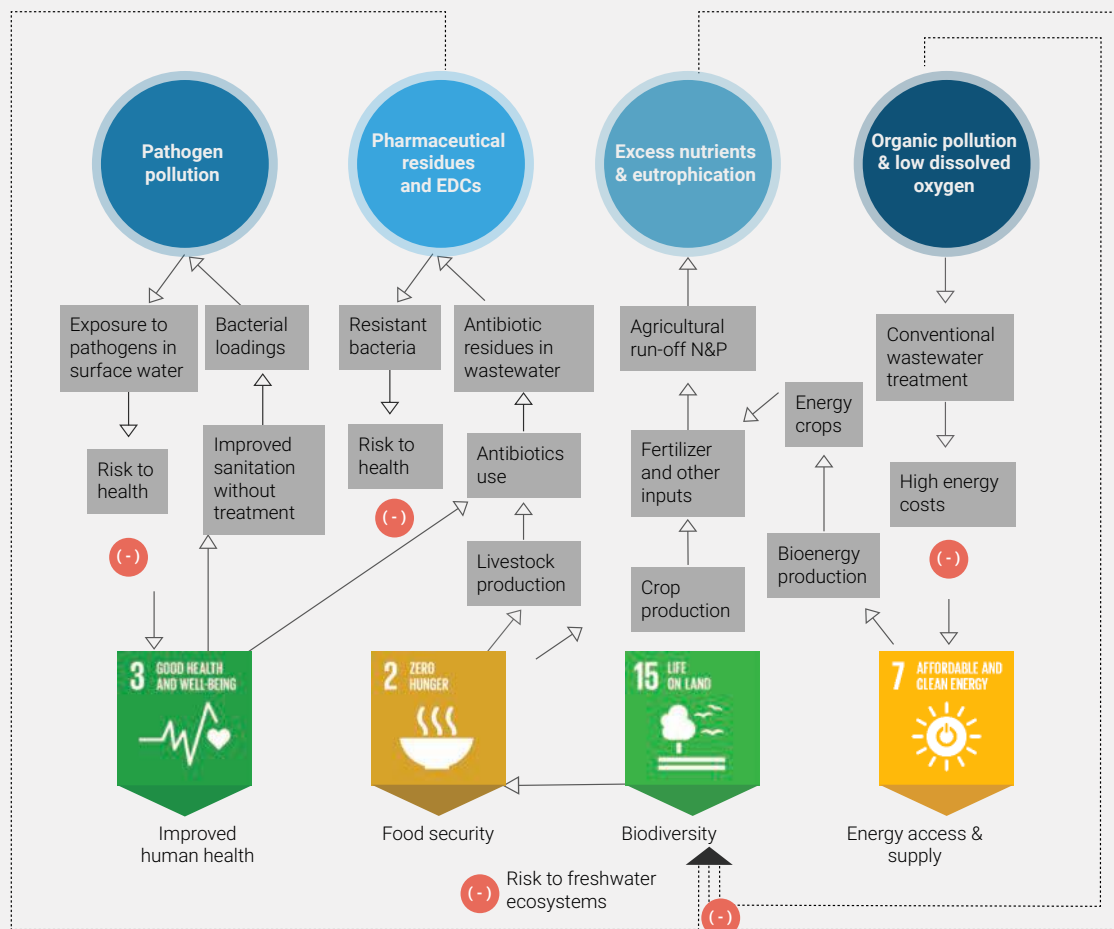 Pathogen
pollution
Pharmaceutical
residues
and EDCs
Excess nutrients
& eutrophication
Organic pollution
& low dissolved
oxygen
Exposure to
pathogens in
surface water
Bacterial
loadings
Resistant
bacteria
Antibiotic
residues in
wastewater
Agricultural
run-off N&P
Conventional
wastewater
treatment
Energy
crops
Risk to
health
Improved
sanitation
without
treatment
Risk to
health
Antibiotics
use
Fertilizer
and other
inputs
High energy
costs
(-)
(-)
(-)
Livestock
production
Crop
production
Bioenergy
production
3 GOOD HEALTH
AND WELL-BEING
2 ZERO
HUNGER
15 LIFE
ON LAND
7 AFFORDABLE AND
CLEAN ENERGY
Improved
human health
Food security
Biodiversity
Energy access &
supply
(-) Risk to freshwater
ecosystems
(-)